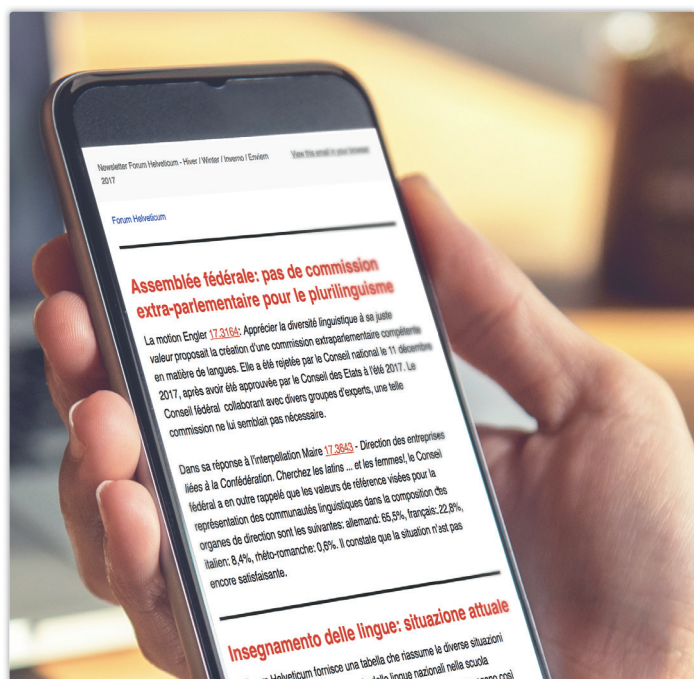 Newsletter Forum Helveticum - Hiver / Winter / Inverno / Enviern
2017
View this email in your browser
Forum Helveticum
Assemblée fédérale: pas de commission
extra-parlementaire pour le plurilinguisme
La motion Engler 17.3164: Apprécier la diversité linguistique à sa juste
valeur proposait la création d'une commission extraparlementaire compétente
en matière de langues. Elle a été rejetée par le Conseil national le 11 décembre
2017, après avoir été approuvée par le Conseil des Etats à l'été 2017. Le
Conseil fédéral collaborant avec divers groupes d'experts, une telle
commission ne lui semblait pas nécessaire.
Dans sa réponse à l'interpellation Maire 17.3643 - Direction des entreprises
liées à la Confédération. Cherchez les latins ... et les femmes!, le Conseil
fédéral a en outre rappelé que les valeurs de référence visées pour la
représentation des communautés linguistiques dans la composition des
organes de direction sont les suivantes: allemand: 65,5%, français: 22,8%,
italien: 8,4%, rhéto-romanche: 0,6%. Il constate que la situation n'est pas
encore satisfaisante.
Insegnamento delle lingue: situazione attuale
Helveticum fornisce una tabella che riassume le diverse situazioni
delle lingue nazionali nella scuola
così